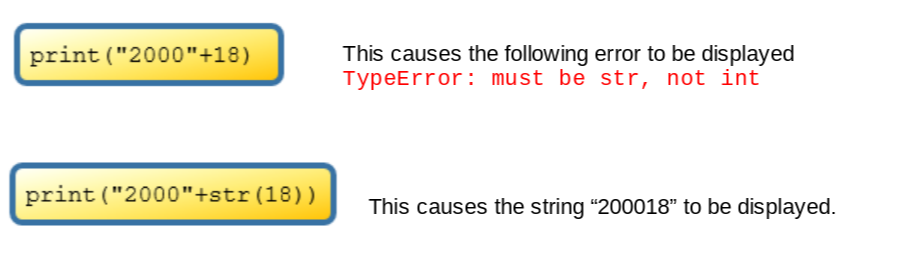 print("2000"+18)
This causes the following error to be displayed
TypeError: must be str, not int
print("2000"+str(18))
This causes the string “200018” to be displayed.